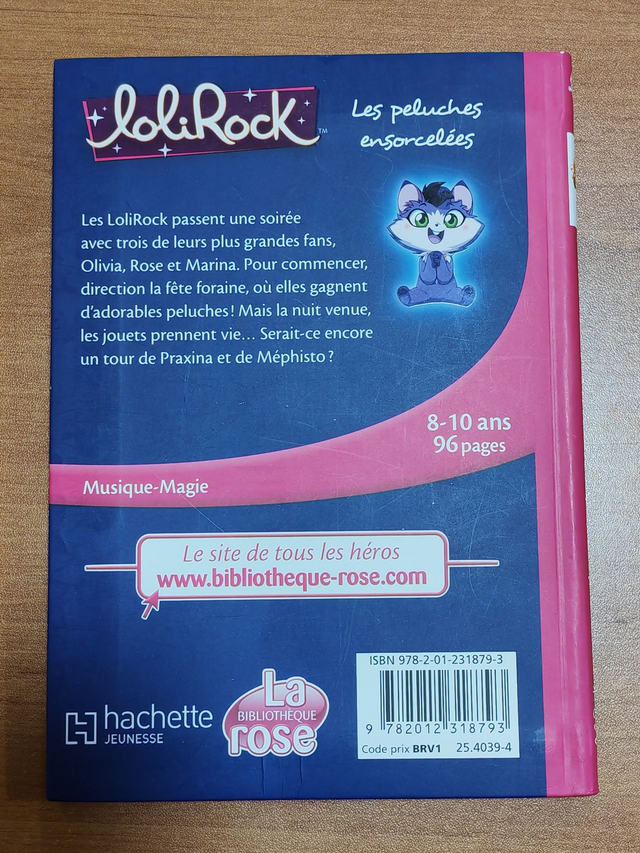 LoliRock™
Les peluches
ensorcelées
Les LoliRock passent une soirée
avec trois de leurs plus grandes fans,
Olivia, Rose et Marina. Pour commencer,
direction la fête foraine, où elles gagnent
d'adorables peluches ! Mais la nuit venue,
les jouets prennent vie… Serait-ce encore
un tour de Praxina et de Méphisto ?
8-10 ans
96 pages
Musique-Magie
Le site de tous les héros
www.bibliotheque-rose.com
hachette
JEUNESSE
La
BIBLIOTHÈQUE
rose
ISBN 978-2-01-231879-3
9 782012 318793
Code prix BRV1 25.4039-4